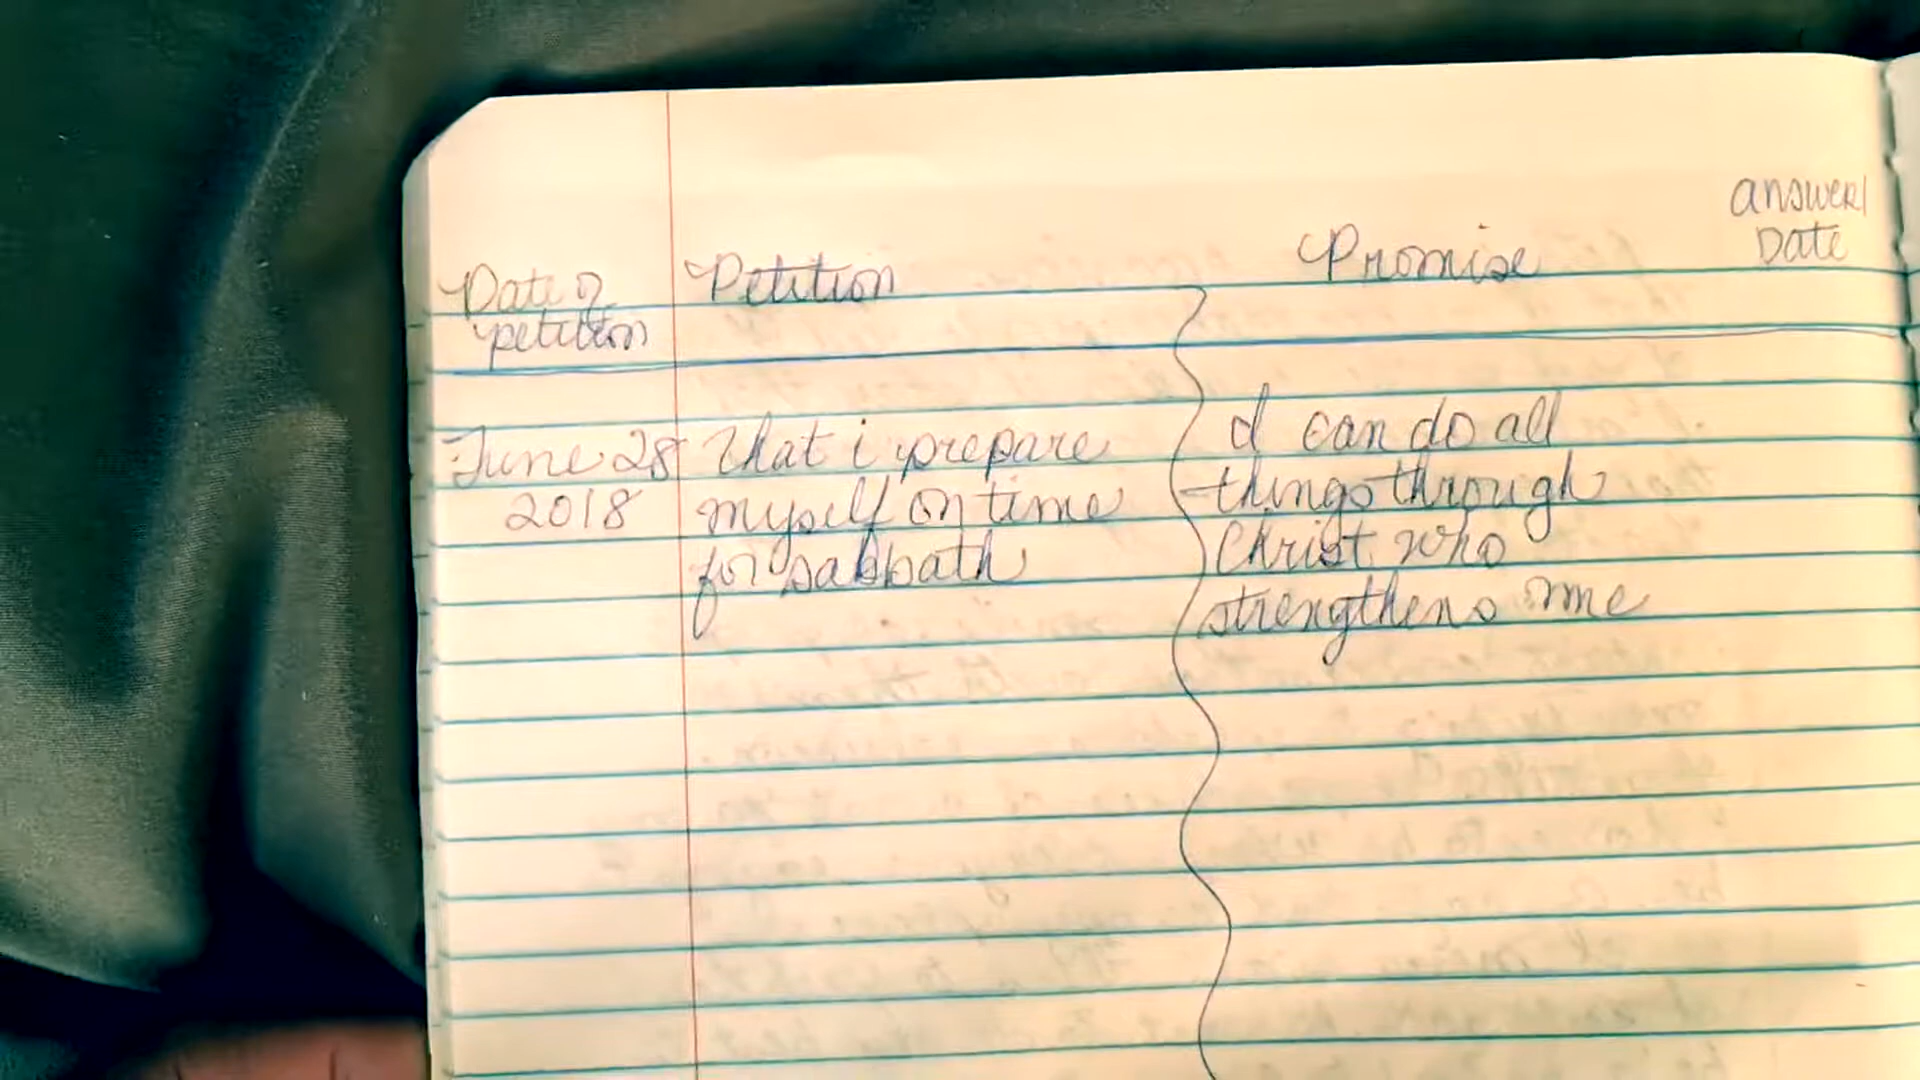 answer/
Date
Date of
petition
Petition
Promise
June 28
2018
That i prepare
myself on time
for sabbath
I can do all
things through
Christ who
strengthens me